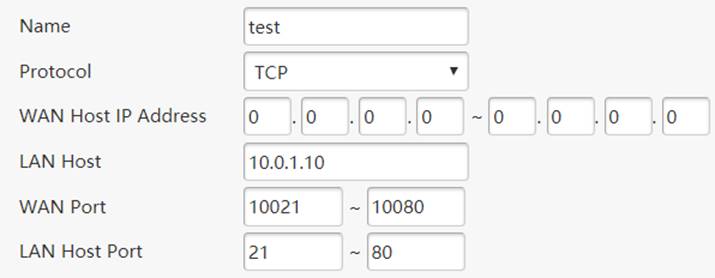 Name test
Protocol TCP
WAN Host IP Address 0 . 0 . 0 . 0 ~ 0 . 0 . 0 . 0
LAN Host 10.0.1.10
WAN Port 10021 ~ 10080
LAN Host Port 21 ~ 80